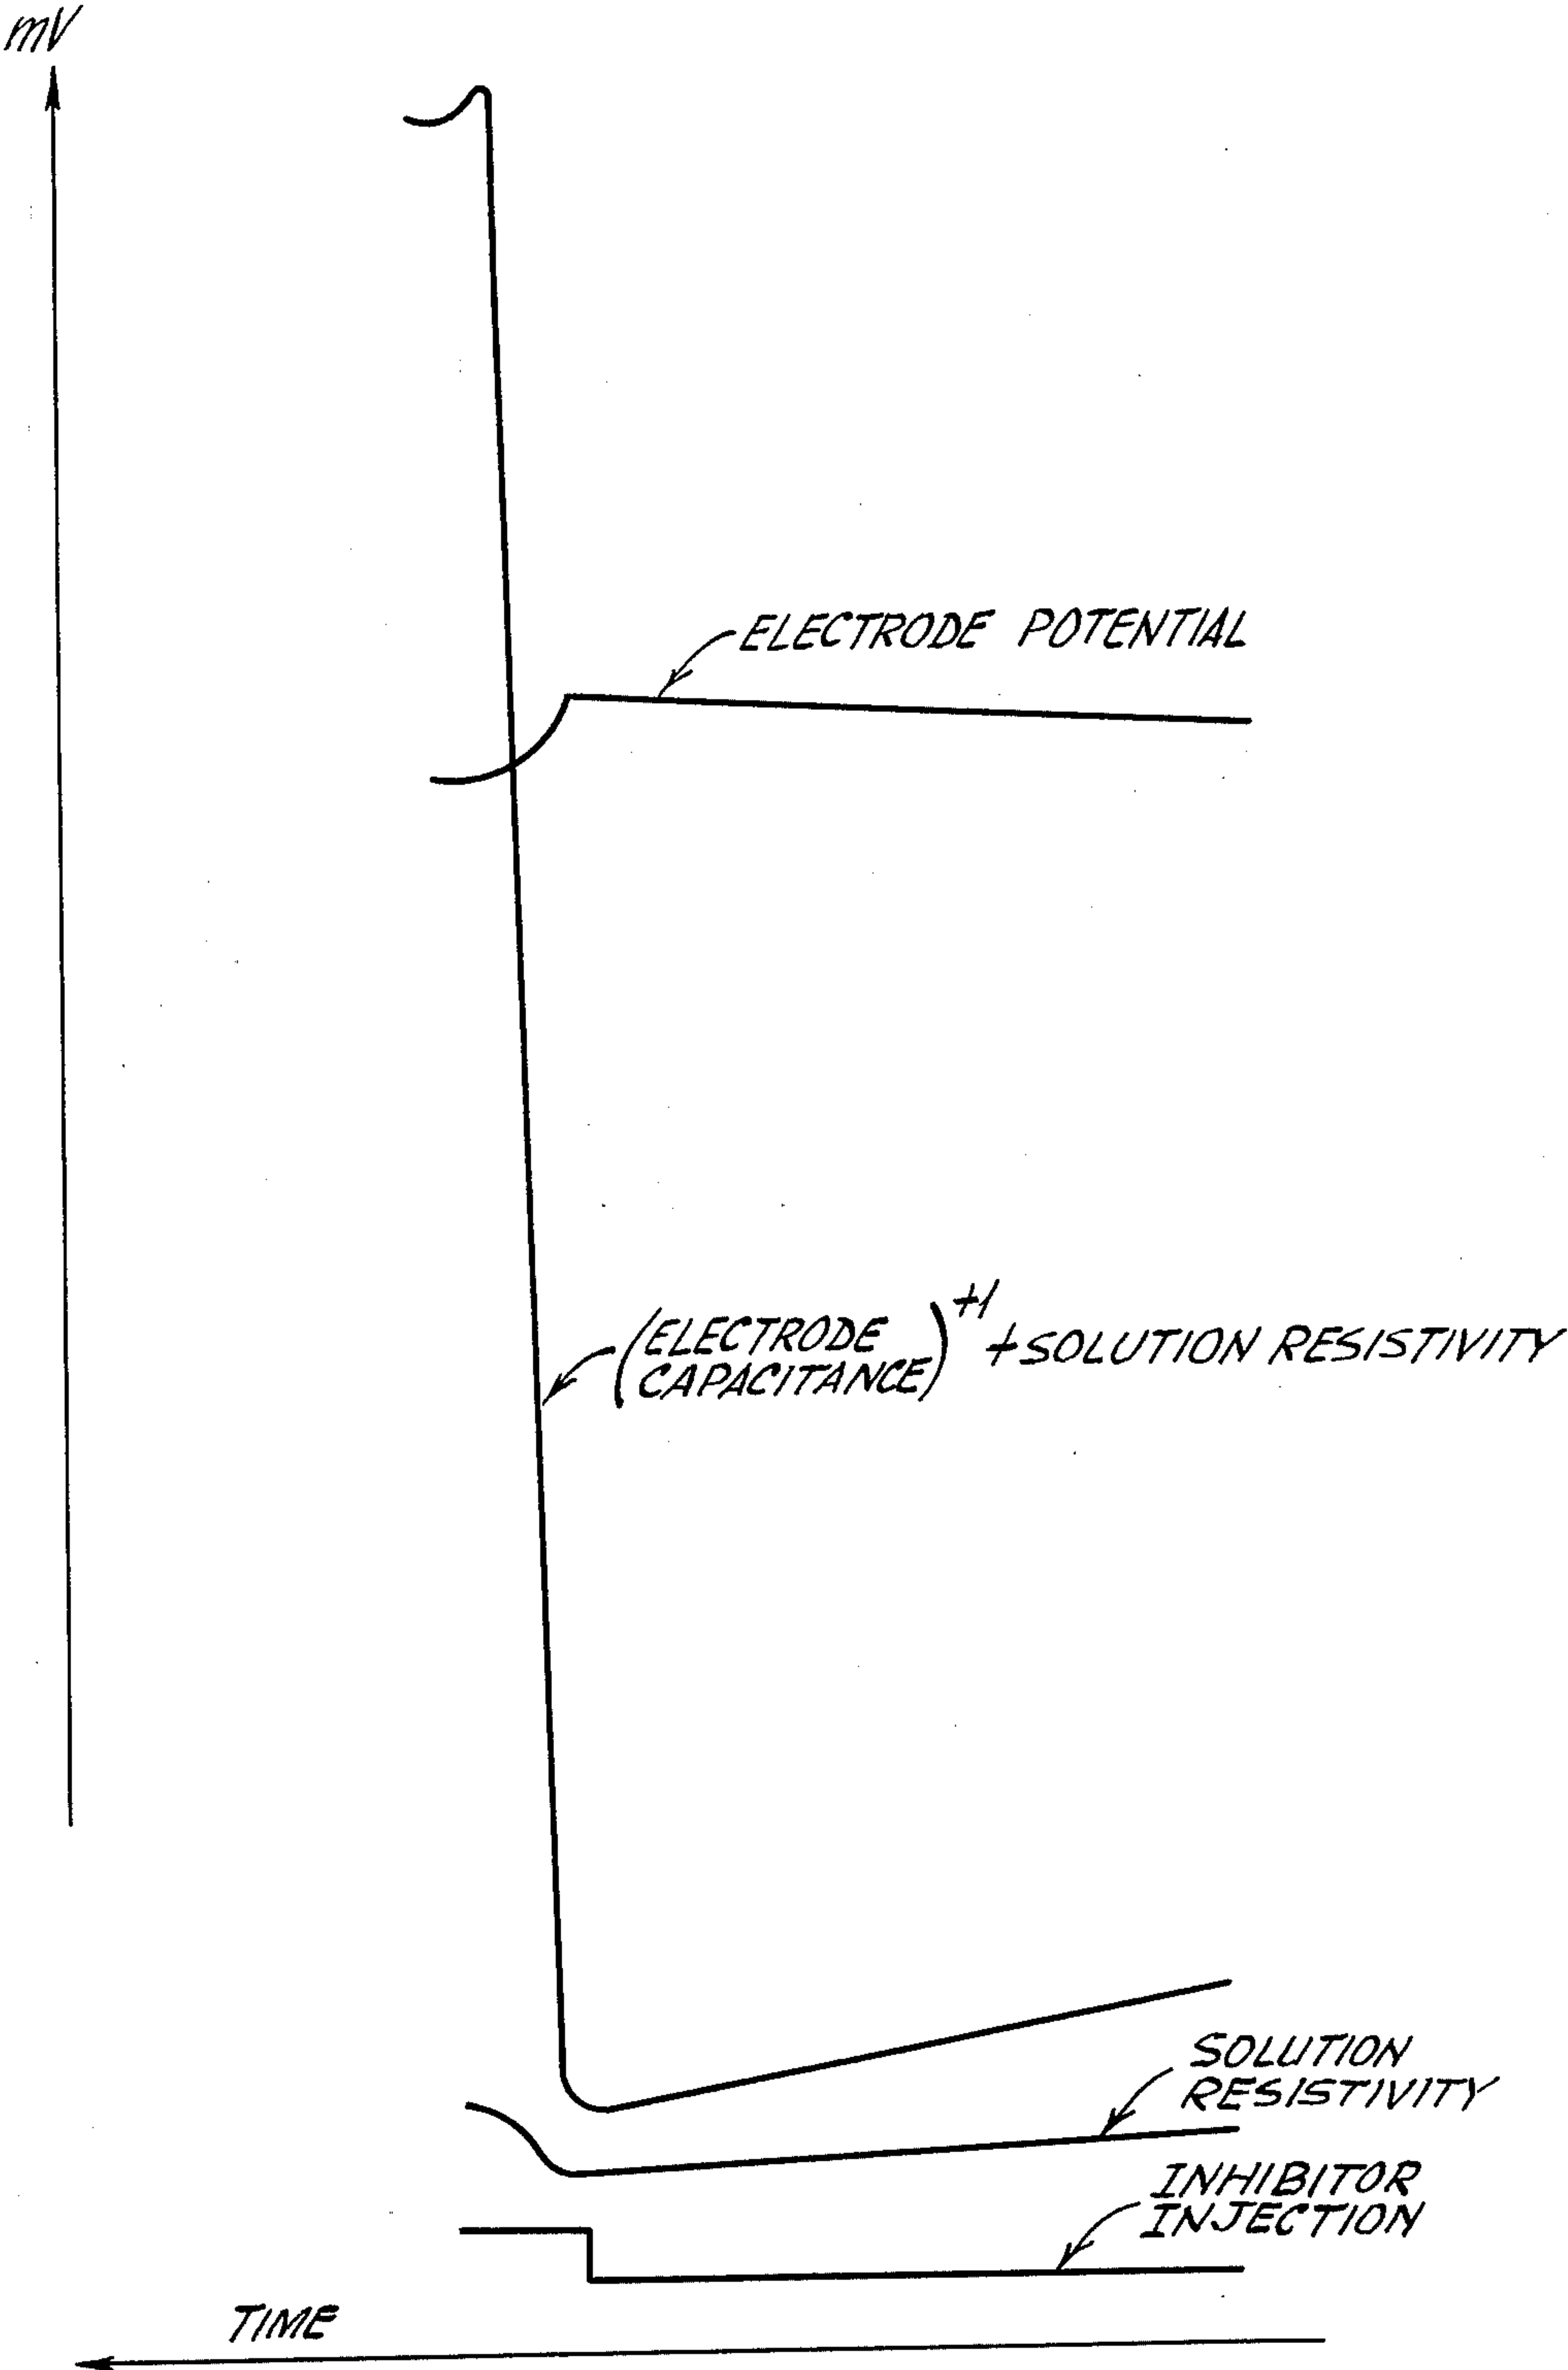 mV
ELECTRODE POTENTIAL
(ELECTRODE
CAPACITANCE)+1 +SOLUTION RESISTIVITY
SOLUTION
RESISTIVITY
INHIBITOR
INJECTION
TIME